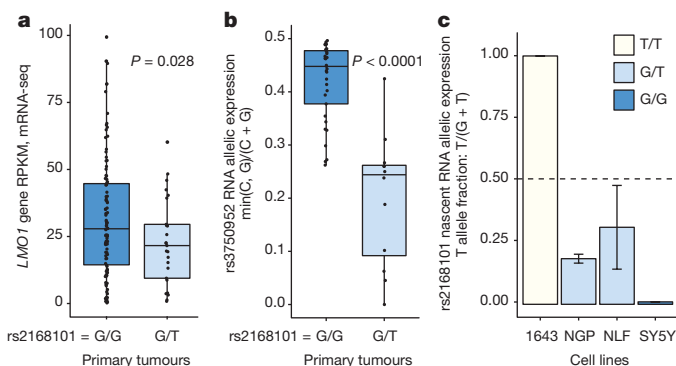 a
LMO1 gene RPKM, mRNA-seq
100
75
50
25
0
P = 0.028
rs2168101 = G/G
G/T
Primary tumours
b
rs3750952 RNA allelic expression
min(C, G)/(C + G)
0.5
0.4
0.3
0.2
0.1
0.0
P < 0.0001
rs2168101 = G/G
G/T
Primary tumours
c
rs2168101 nascent RNA allelic expression
T allele fraction: T/(G + T)
1.00
0.75
0.50
0.25
0.00
T/T
G/T
G/G
1643
NGP
NLF
SY5Y
Cell lines